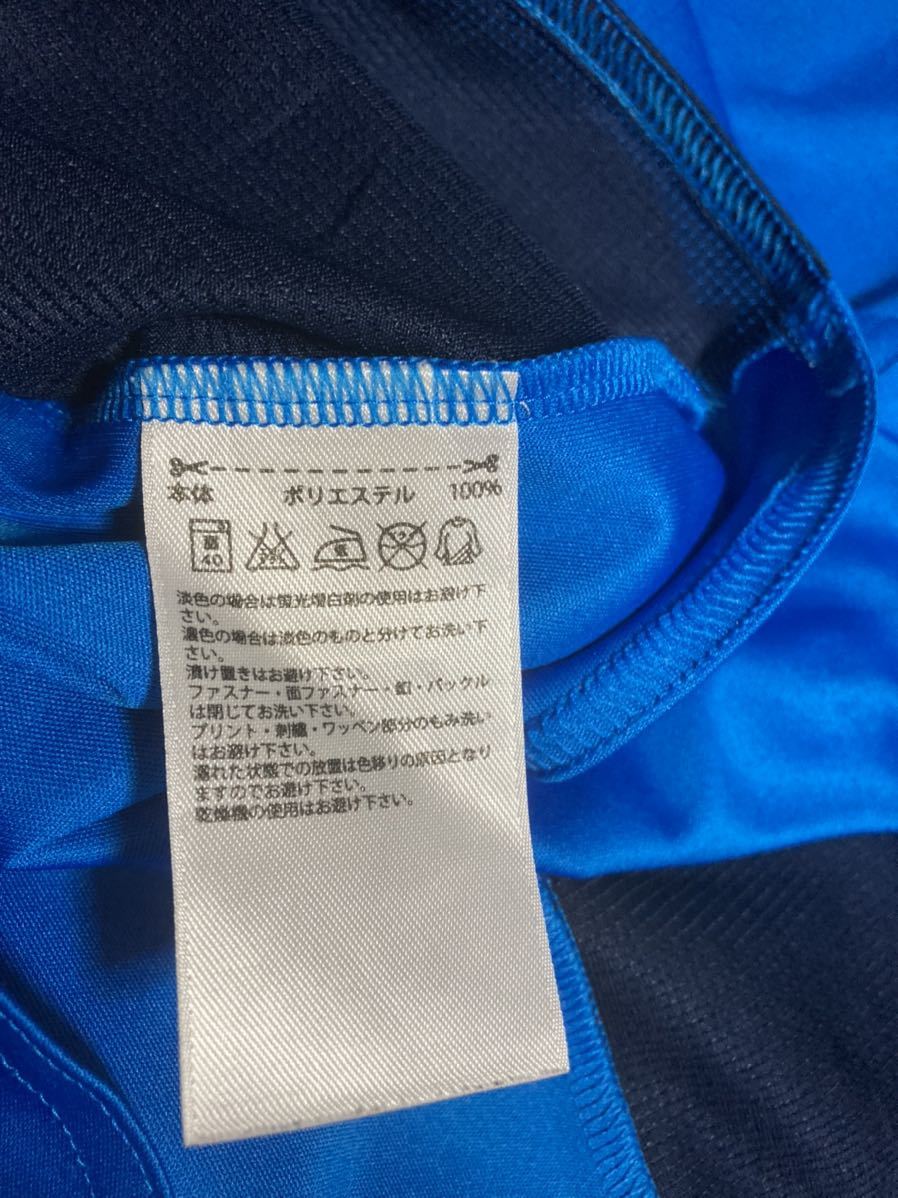 本体 ポリエステル 100%
弱 40
低
淡色の場合は蛍光増白剤の使用はお避け下
さい。
濃色の場合は淡色のものと分けてお洗い下
さい。
漬け置きはお避け下さい。
ファスナー・面ファスナー・釦・バックル
は閉じてお洗い下さい。
プリント・刺繍・ワッペン部分のもみ洗い
はお避け下さい。
濡れた状態での放置は色移りの原因となり
ますのでお避け下さい。
乾燥機の使用はお避け下さい。